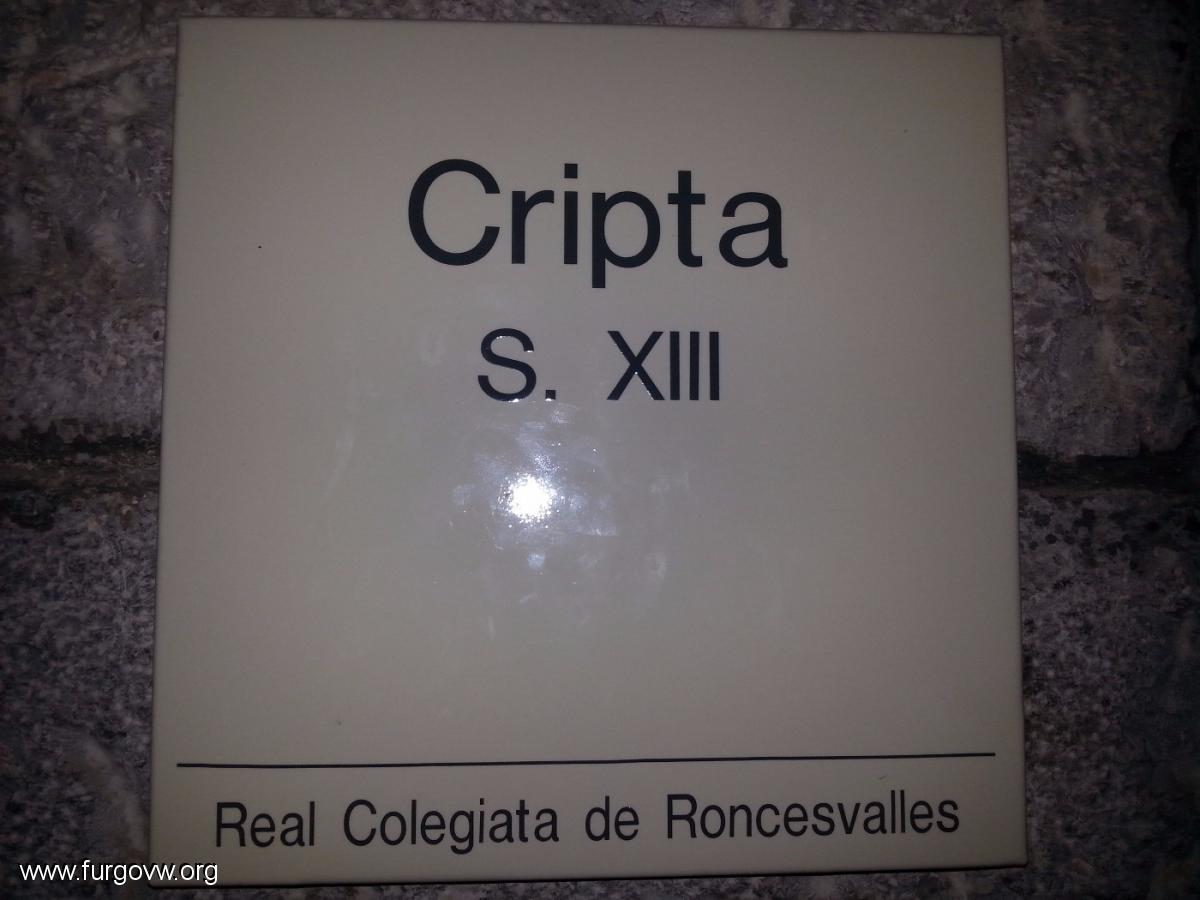 Cripta
S. XIII
Real Colegiata de Roncesvalles
www.furgovw.org